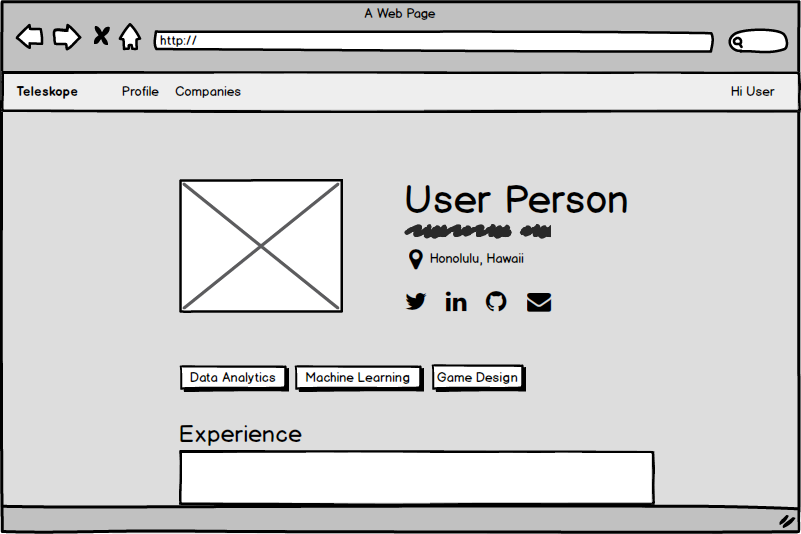 A Web Page
http://
Teleskope Profile Companies Hi User
User Person
Honolulu, Hawaii
Data Analytics Machine Learning Game Design
Experience